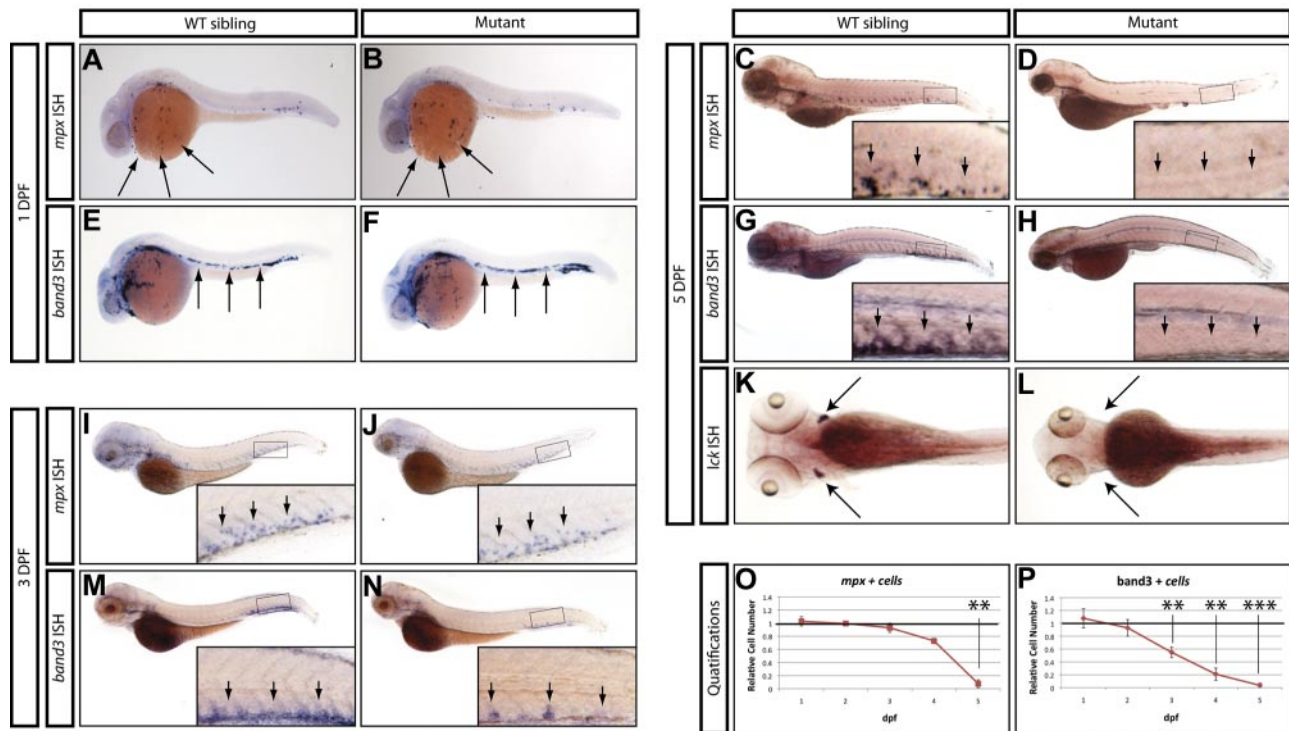 WT sibling
Mutant
1 DPF
mpx ISH
A
B
band3 ISH
E
F
3 DPF
mpx ISH
I
J
band3 ISH
M
N
WT sibling
Mutant
5 DPF
mpx ISH
C
D
band3 ISH
G
H
lck ISH
K
L
Quatifications
O
mpx + cells
**
Relative Cell Number
1.4
1.2
1
0.8
0.6
0.4
0.2
0
1 2 3 4 5
dpf
P
band3 + cells
** ** ***
Relative Cell Number
1.4
1.2
1
0.8
0.6
0.4
0.2
0
1 2 3 4 5
dpf